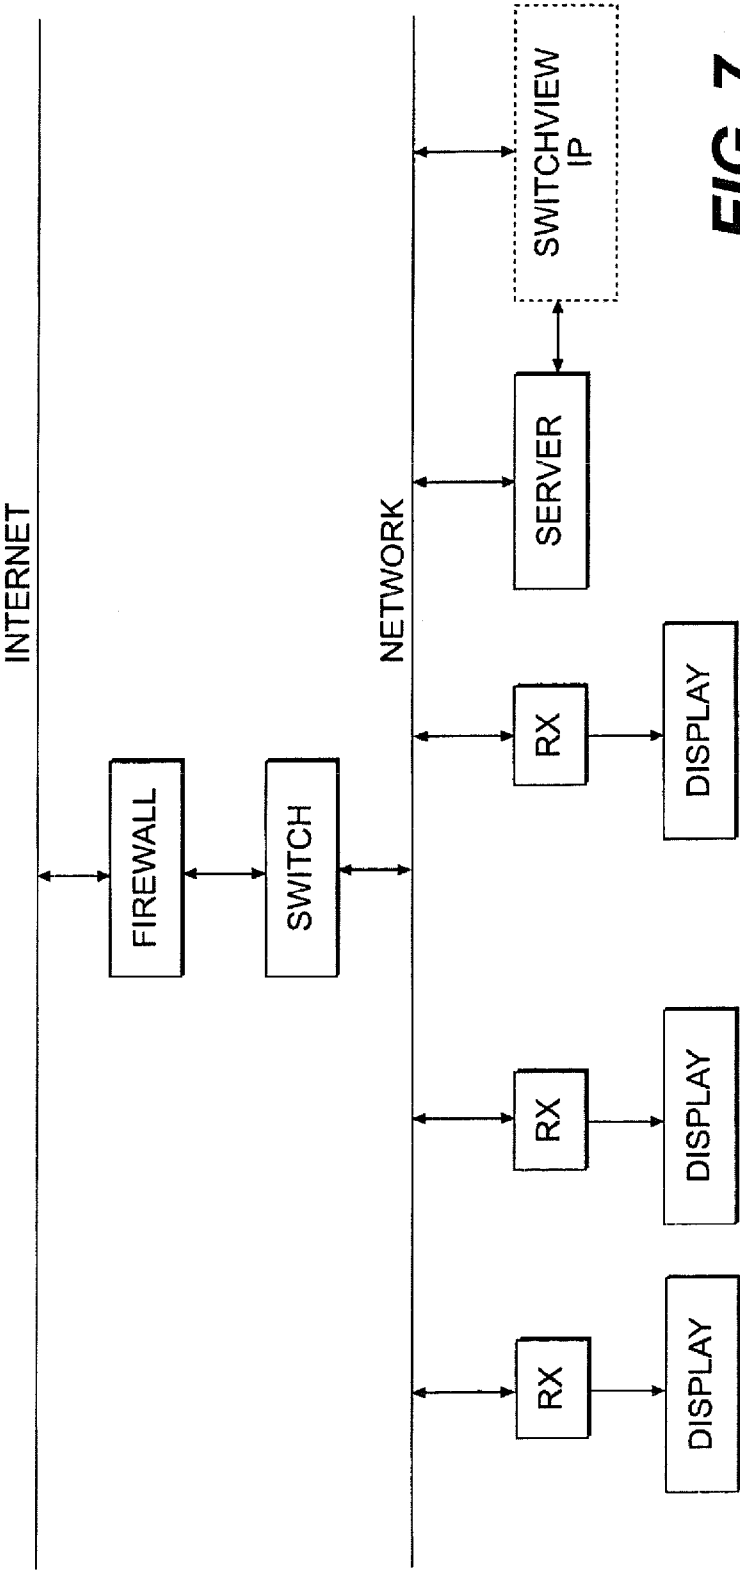 INTERNET
FIREWALL
SWITCH
NETWORK
RX
RX
RX
SERVER
SWITCHVIEW
IP
DISPLAY
DISPLAY
DISPLAY
FIG. 7